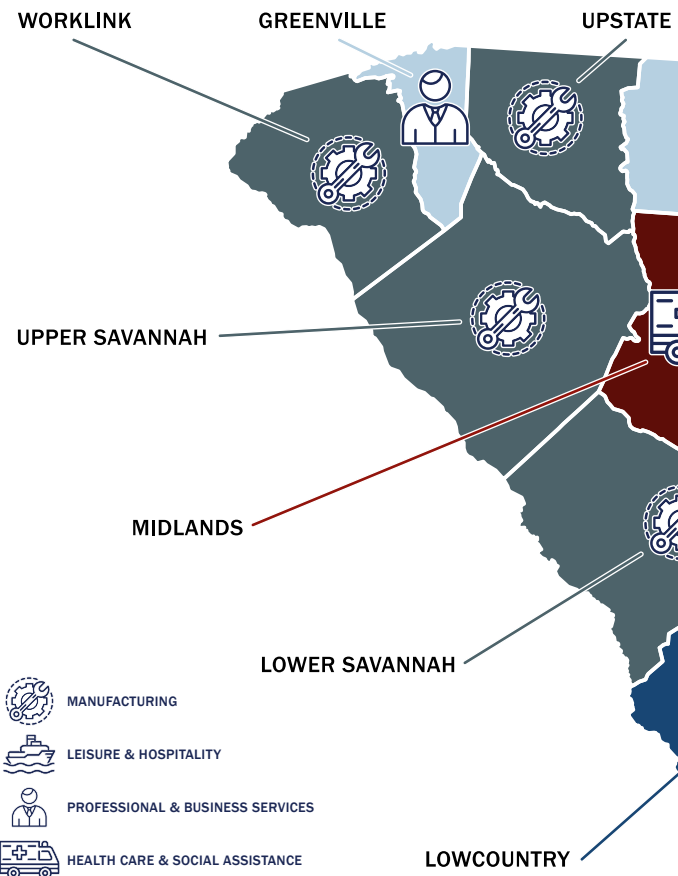 WORKLINK
GREENVILLE
UPSTATE
UPPER SAVANNAH
MIDLANDS
LOWER SAVANNAH
MANUFACTURING
LEISURE & HOSPITALITY
PROFESSIONAL & BUSINESS SERVICES
HEALTH CARE & SOCIAL ASSISTANCE
LOWCOUNTRY